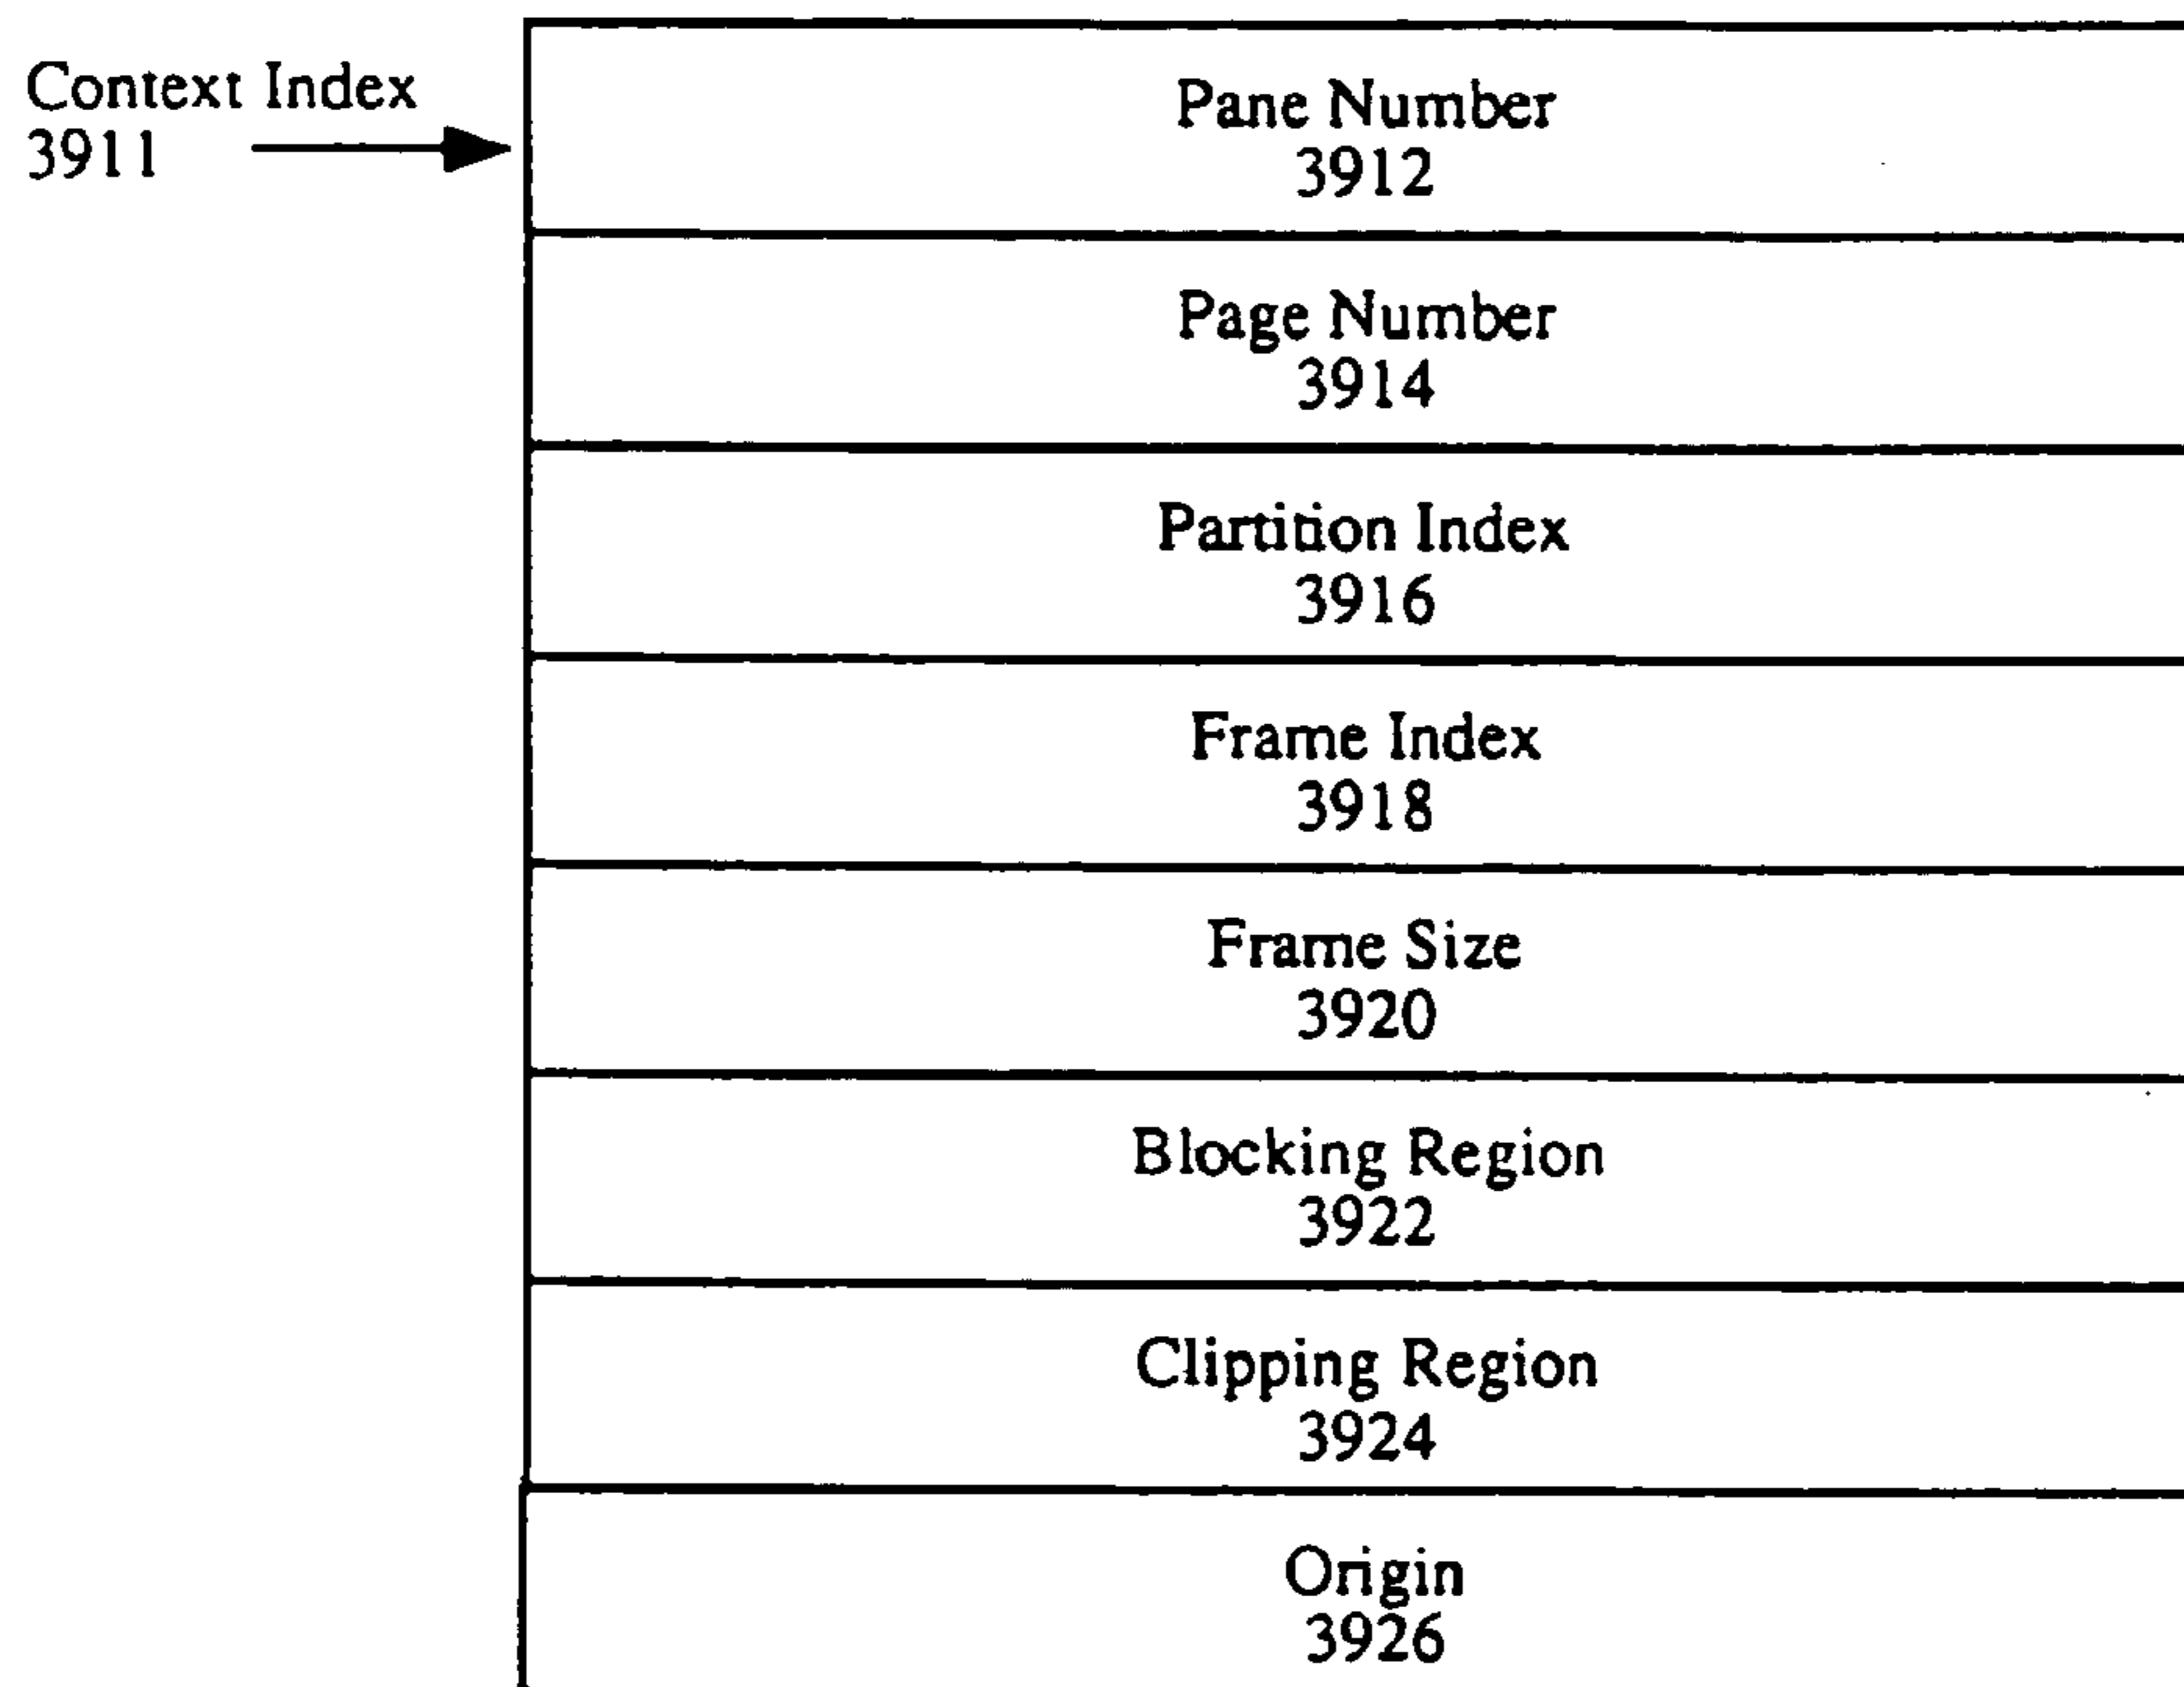 Context Index
3911
Pane Number
3912
Page Number
3914
Partition Index
3916
Frame Index
3918
Frame Size
3920
Blocking Region
3922
Clipping Region
3924
Origin
3926